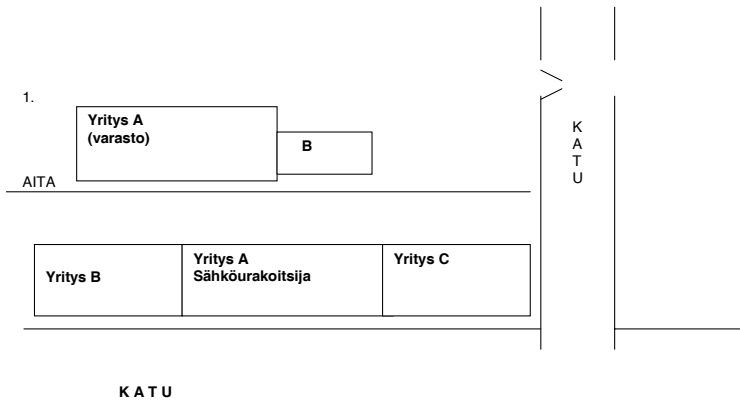 1.
Yritys A
(varasto)
B
K
A
T
U
AITA
Yritys B
Yritys A
Sähköurakoitsija
Yritys C
K A T U